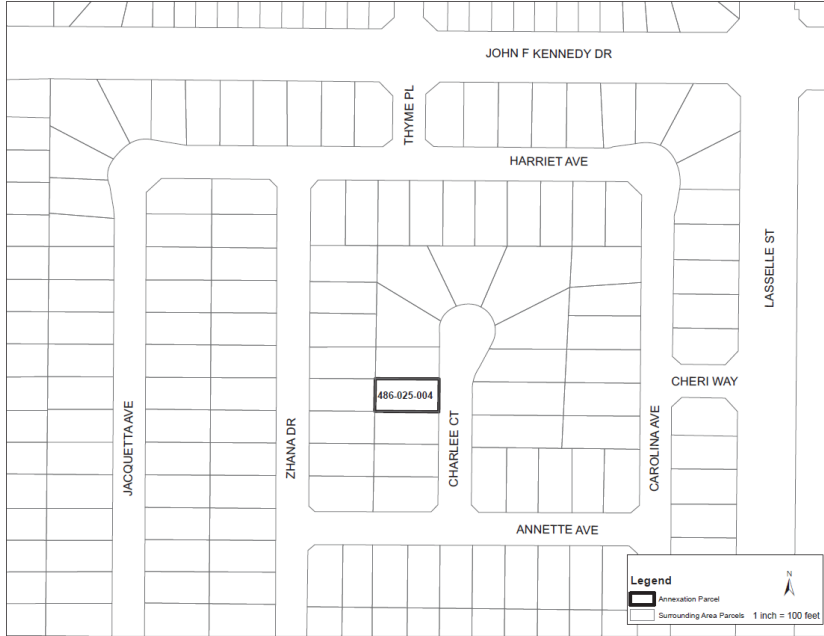 JOHN F KENNEDY DR
THYME PL
HARRIET AVE
LASSELLE ST
CHERI WAY
486-025-004
JACQUETTA AVE
ZHANA DR
CHARLEE CT
CAROLINA AVE
ANNETTE AVE
Legend
N
Annexation Parcel
Surrounding Area Parcels
1 inch = 100 feet